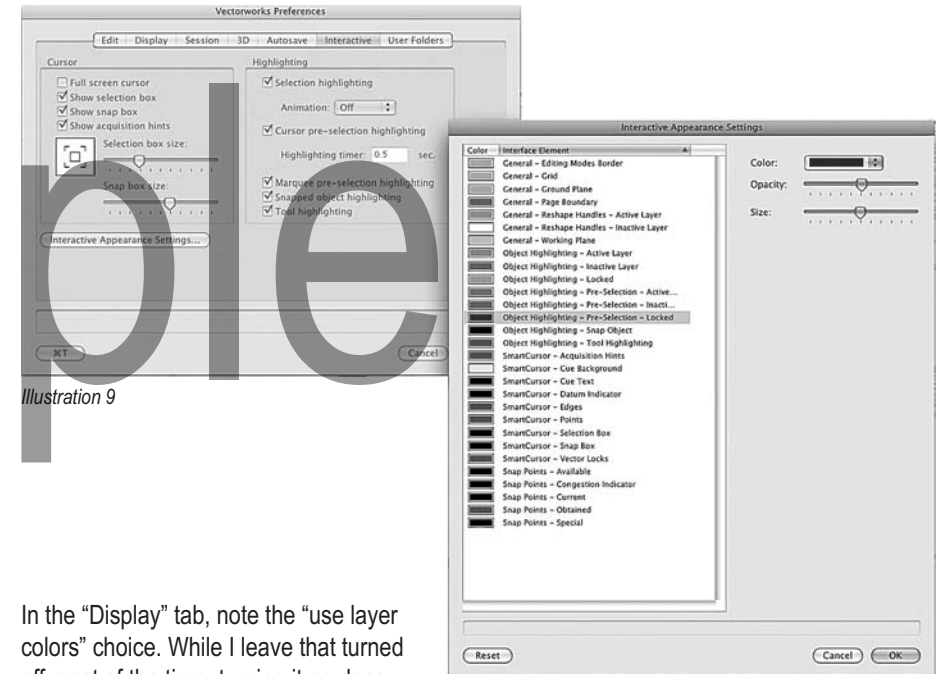 Vectorworks Preferences
Edit Display Session 3D Autosave Interactive User Folders
Cursor
Full screen cursor
Show selection box
Show snap box
Show acquisition hints
Selection box size:
Snap box size:
Interactive Appearance Settings...
Highlighting
Selection highlighting
Animation: Off
Cursor pre-selection highlighting
Highlighting timer: 0.5 sec.
Marquee pre-selection highlighting
Snapped object highlighting
Tool highlighting
⌘T
Cancel
ple
Illustration 9
Interactive Appearance Settings
Color Interface Element
General - Editing Modes Border
General - Grid
General - Ground Plane
General - Page Boundary
General - Reshape Handles - Active Layer
General - Reshape Handles - Inactive Layer
General - Working Plane
Object Highlighting - Active Layer
Object Highlighting - Inactive Layer
Object Highlighting - Locked
Object Highlighting - Pre-Selection - Active...
Object Highlighting - Pre-Selection - Inacti...
Object Highlighting - Pre-Selection - Locked
Object Highlighting - Snap Object
Object Highlighting - Tool Highlighting
SmartCursor - Acquisition Hints
SmartCursor - Cue Background
SmartCursor - Cue Text
SmartCursor - Datum Indicator
SmartCursor - Edges
SmartCursor - Points
SmartCursor - Selection Box
SmartCursor - Snap Box
SmartCursor - Vector Locks
Snap Points - Available
Snap Points - Congestion Indicator
Snap Points - Current
Snap Points - Obtained
Snap Points - Special
Color:
Opacity:
Size:
Reset
Cancel OK
In the “Display” tab, note the “use layer
colors” choice. While I leave that turned